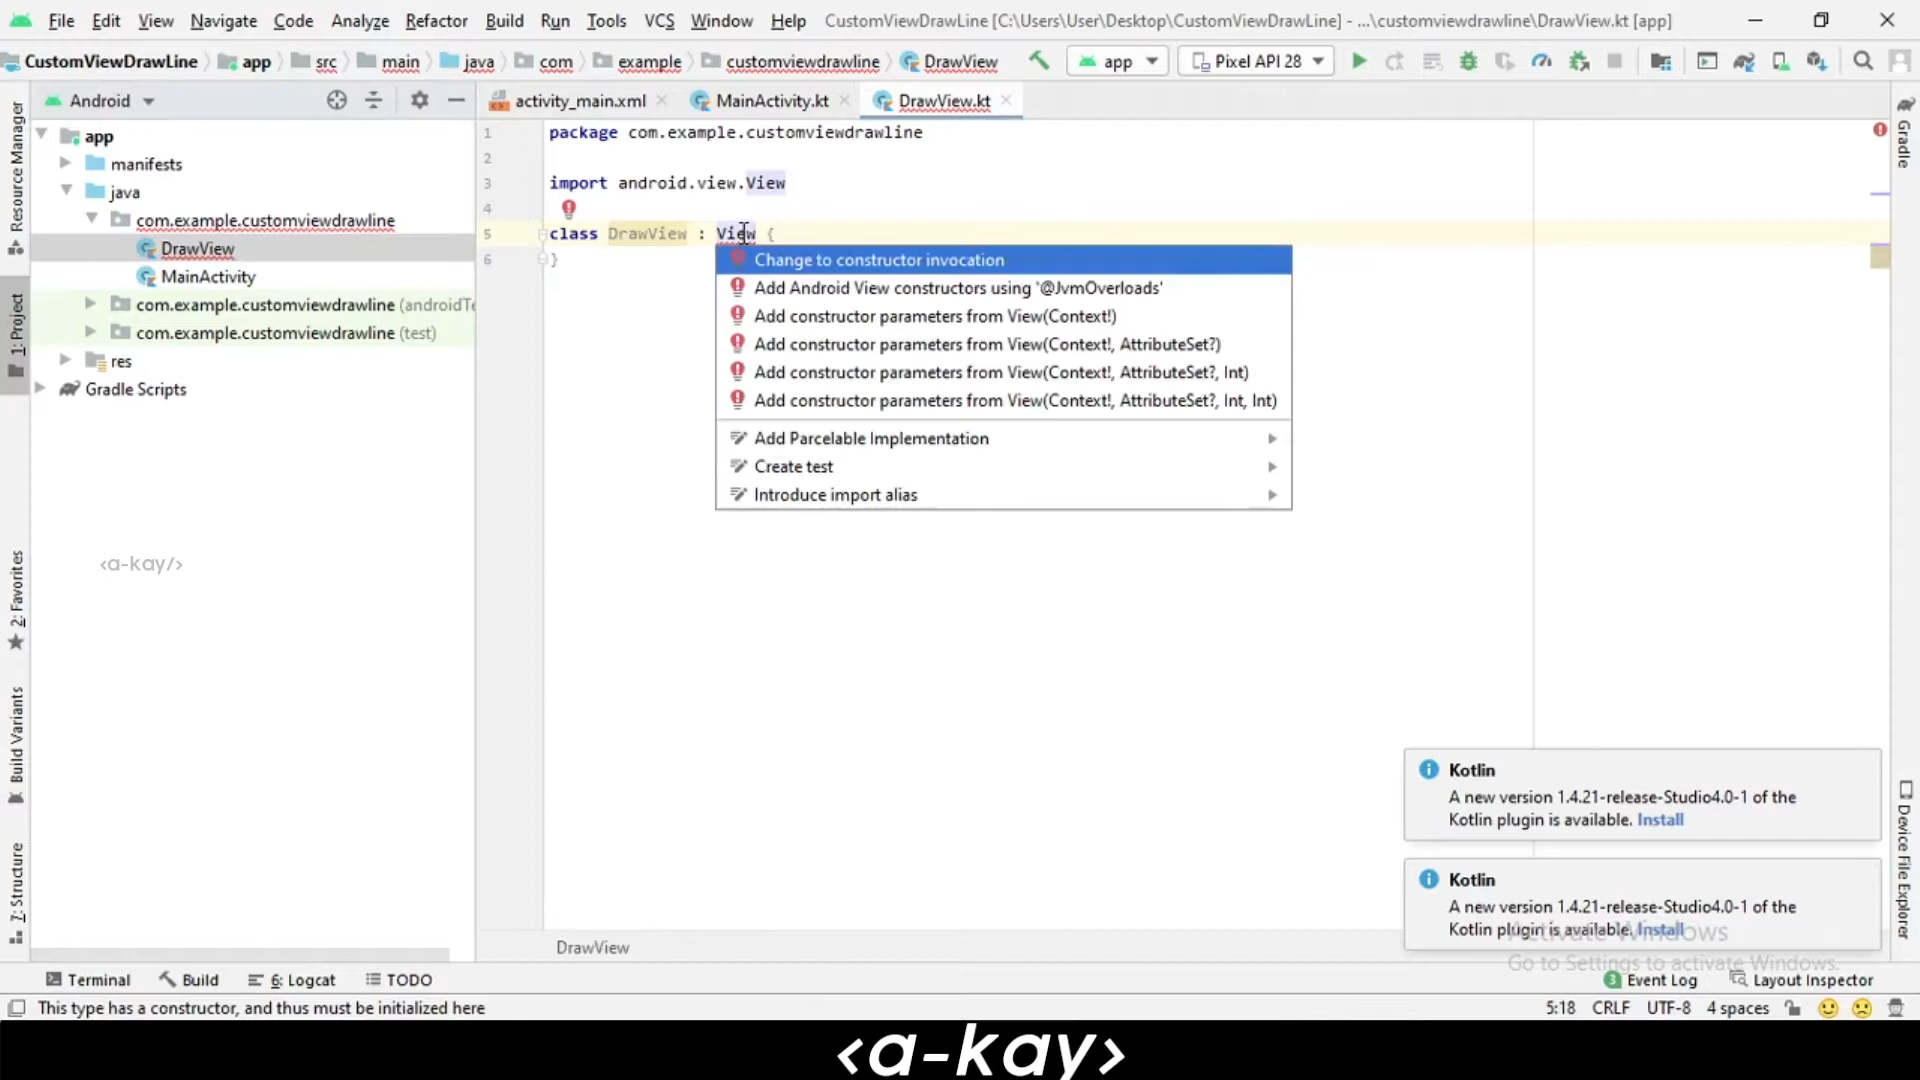 File Edit View Navigate Code Analyze Refactor Build Run Tools VCS Window Help CustomViewDrawLine [C:\Users\User\Desktop\CustomViewDrawLine] - ...\customviewdrawline\DrawView.kt [app]
CustomViewDrawLine app src main java com example customviewdrawline DrawView app Pixel API 28
Android activity_main.xml MainActivity.kt DrawView.kt
Resource Manager
1: Project
2: Favorites
Build Variants
7: Structure
app
manifests
java
com.example.customviewdrawline
DrawView
MainActivity
com.example.customviewdrawline (androidTe
com.example.customviewdrawline (test)
res
Gradle Scripts
<a-kay/>
1 package com.example.customviewdrawline
2
3 import android.view.View
4
5 class DrawView : View {
6 }
Change to constructor invocation
Add Android View constructors using '@JvmOverloads'
Add constructor parameters from View(Context!)
Add constructor parameters from View(Context!, AttributeSet?)
Add constructor parameters from View(Context!, AttributeSet?, Int)
Add constructor parameters from View(Context!, AttributeSet?, Int, Int)
Add Parcelable Implementation
Create test
Introduce import alias
Gradle
Device File Explorer
Kotlin
A new version 1.4.21-release-Studio4.0-1 of the
Kotlin plugin is available. Install
Kotlin
A new version 1.4.21-release-Studio4.0-1 of the
Kotlin plugin is available. Install
Activate Windows
Go to Settings to activate Windows.
DrawView
Terminal Build 6: Logcat TODO 3 Event Log Layout Inspector
This type has a constructor, and thus must be initialized here 5:18 CRLF UTF-8 4 spaces
<a-kay>